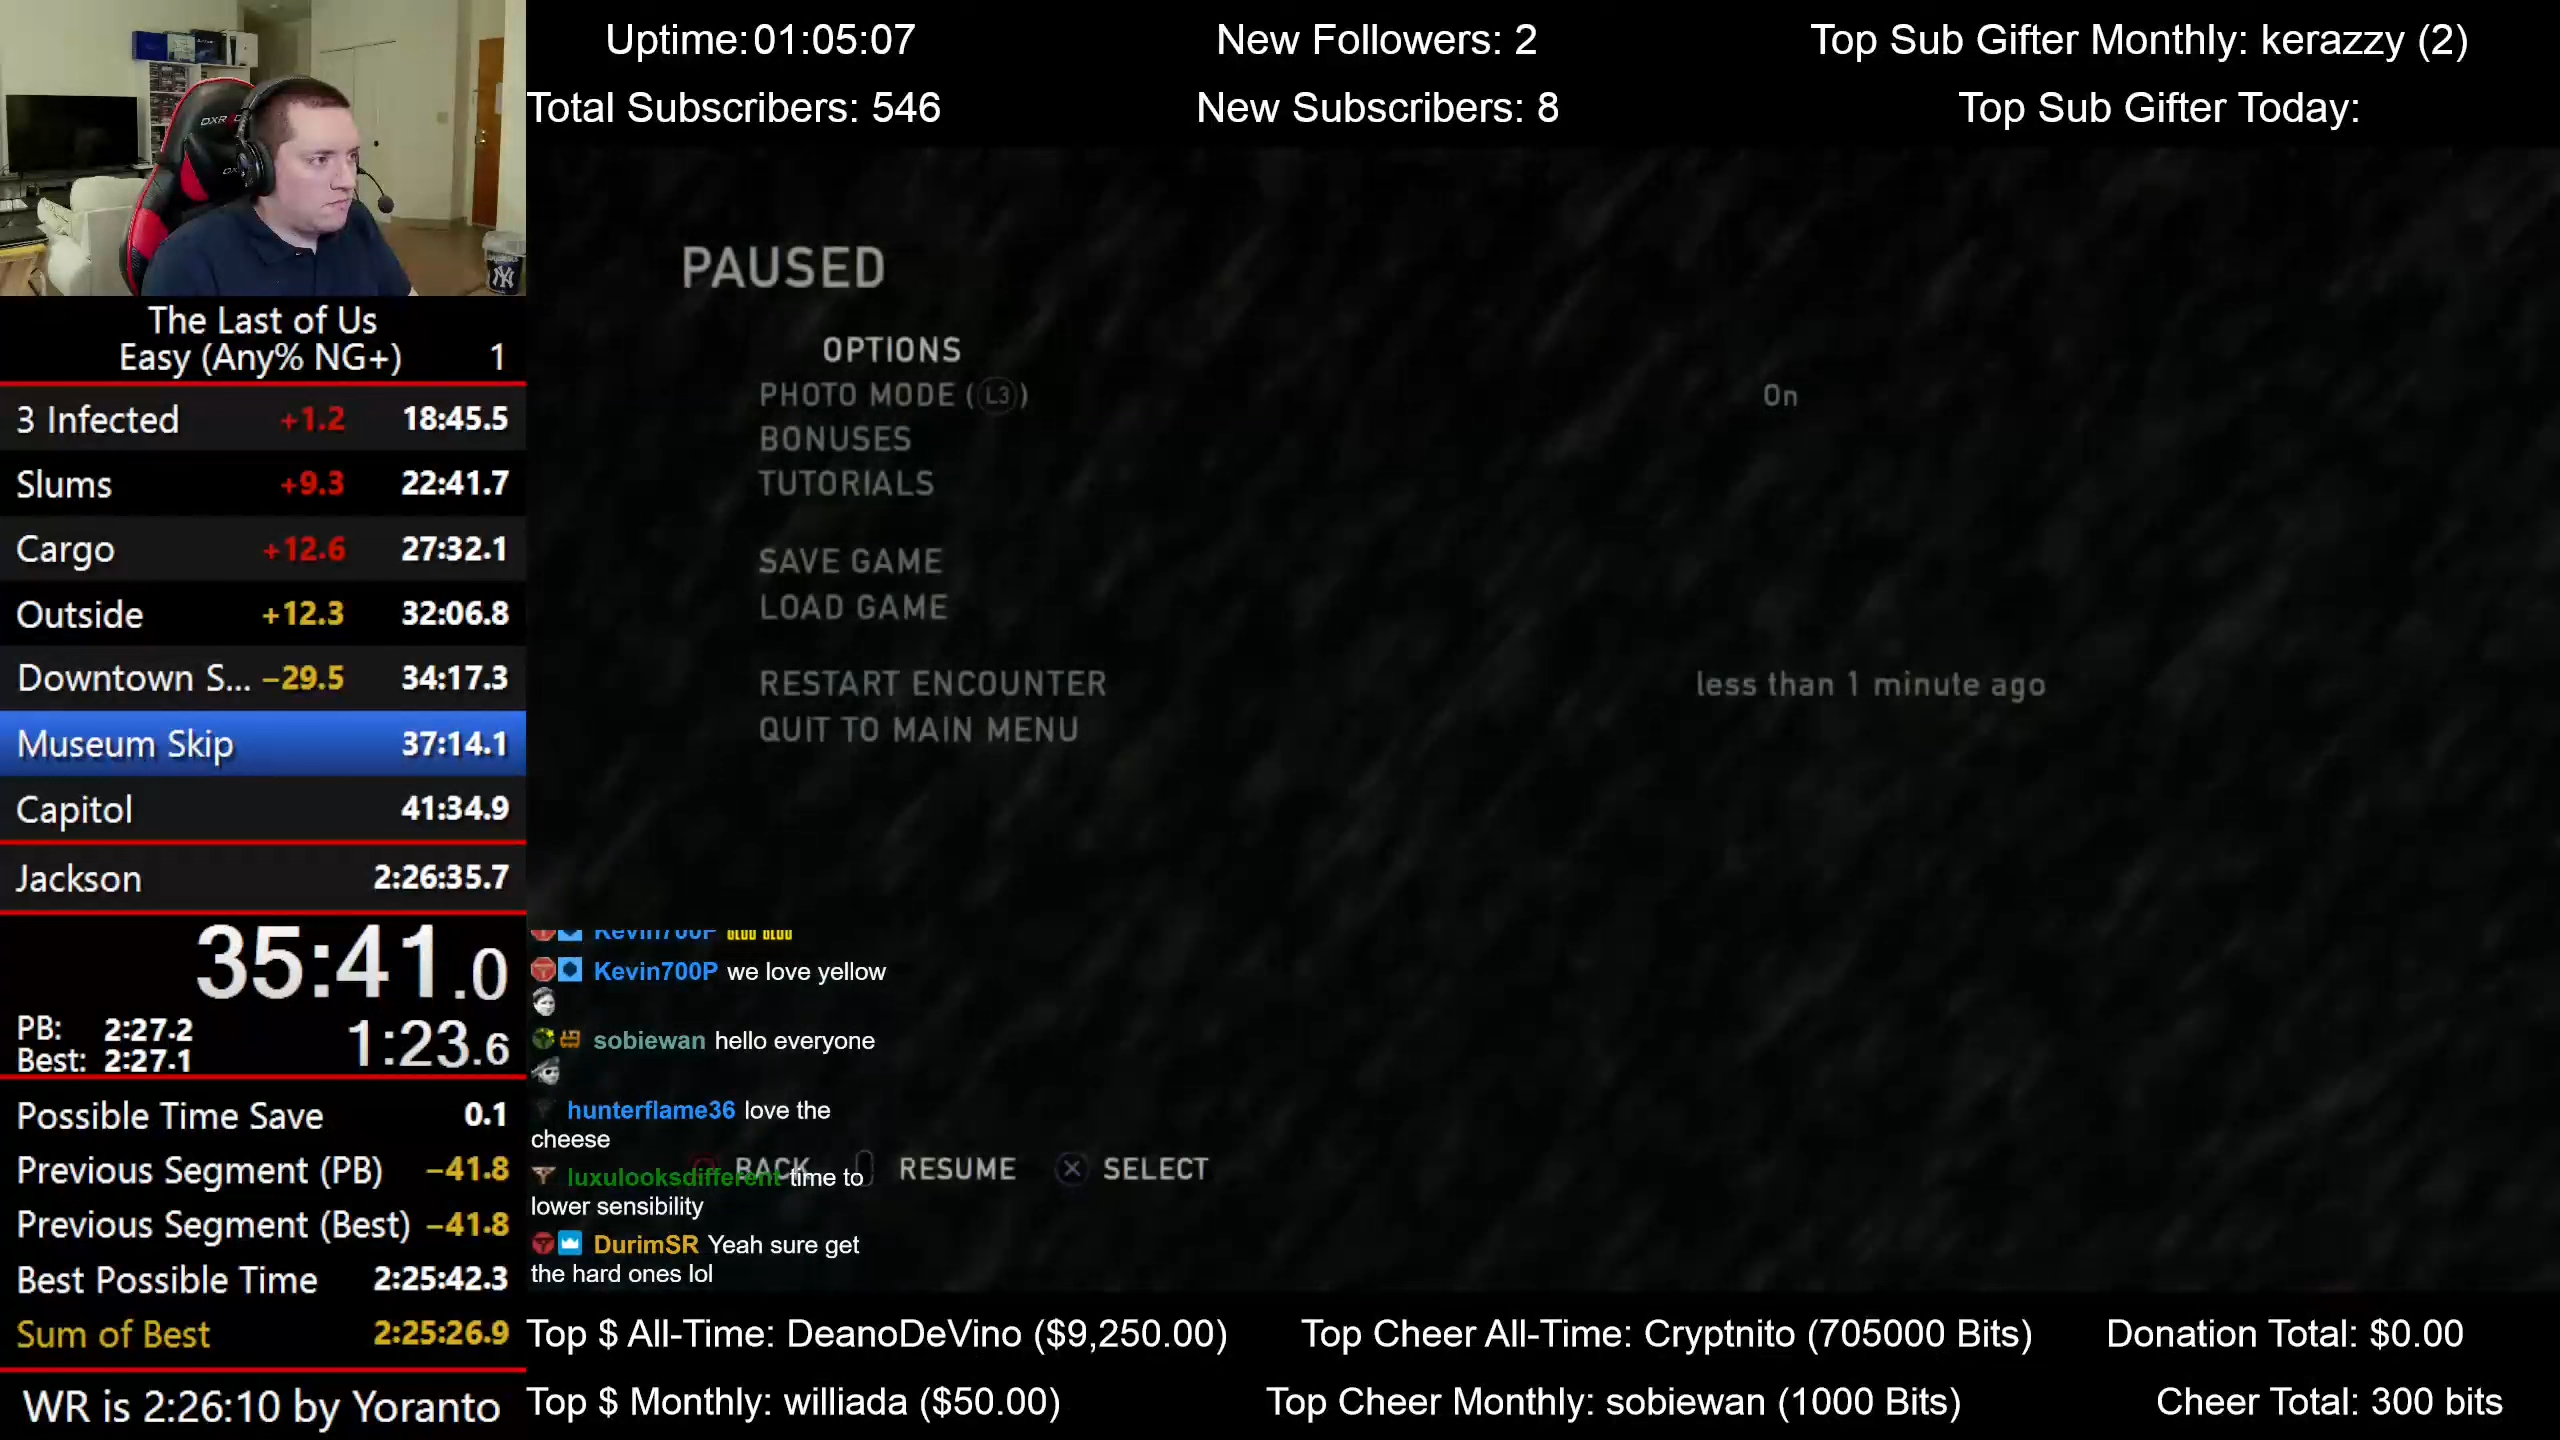 Uptime: 01:05:07
New Followers: 2
Top Sub Gifter Monthly: kerazzy (2)
Total Subscribers: 546
New Subscribers: 8
Top Sub Gifter Today:
The Last of Us
Easy (Any% NG+) 1
3 Infected +1.2 18:45.5
Slums +9.3 22:41.7
Cargo +12.6 27:32.1
Outside +12.3 32:06.8
Downtown S... −29.5 34:17.3
Museum Skip 37:14.1
Capitol 41:34.9
Jackson 2:26:35.7
35:41.0
PB: 2:27.2
Best: 2:27.1
1:23.6
Possible Time Save 0.1
Previous Segment (PB) −41.8
Previous Segment (Best) −41.8
Best Possible Time 2:25:42.3
Sum of Best 2:25:26.9
WR is 2:26:10 by Yoranto
PAUSED
OPTIONS
PHOTO MODE (L3) On
BONUSES
TUTORIALS
SAVE GAME
LOAD GAME
RESTART ENCOUNTER less than 1 minute ago
QUIT TO MAIN MENU
BACK RESUME SELECT
Kevin700P
Kevin700P we love yellow
sobiewan hello everyone
hunterflame36 love the
cheese
luxulooksdifferent time to
lower sensibility
DurimSR Yeah sure get
the hard ones lol
Top $ All-Time: DeanoDeVino ($9,250.00)
Top Cheer All-Time: Cryptnito (705000 Bits)
Donation Total: $0.00
Top $ Monthly: williada ($50.00)
Top Cheer Monthly: sobiewan (1000 Bits)
Cheer Total: 300 bits